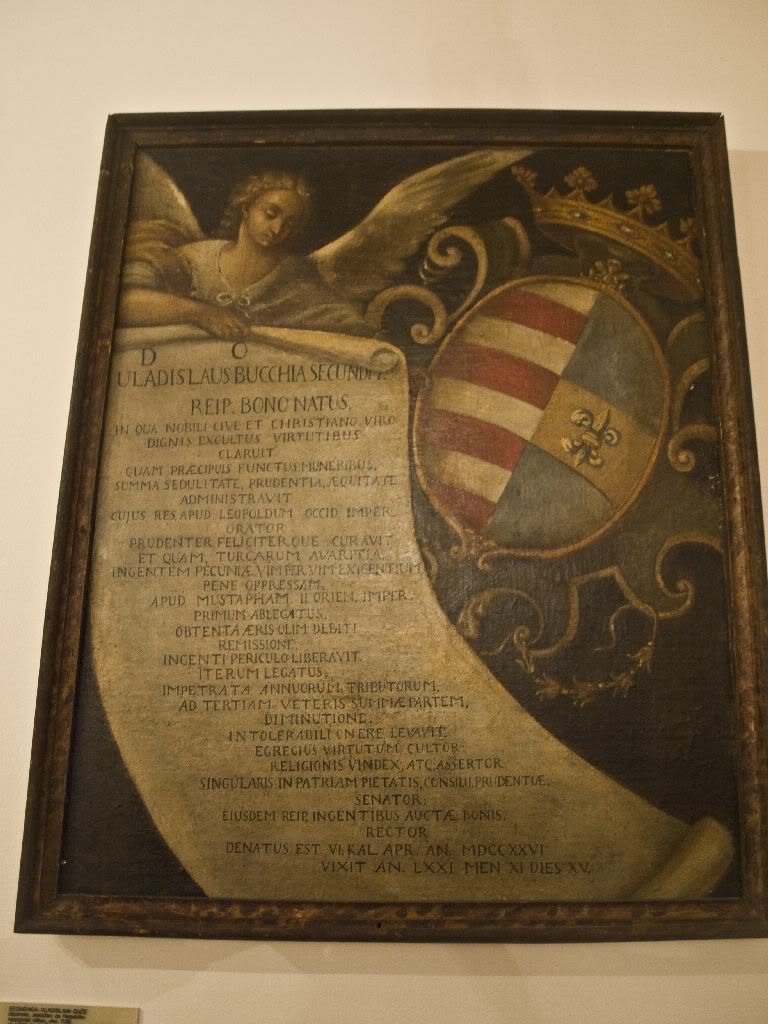 D O
ULADISLAUS BUCCHIA SECUNDI F.
REIP. BONO NATUS,
IN QUA NOBILI CIVE ET CHRISTIANO VIRO
DIGNIS EXCULTUS VIRTUTIBUS
CLARUIT
QUAM PRÆCIPUIS FUNCTUS MUNERIBUS,
SUMMA SEDULITATE, PRUDENTIA, ÆQUITATE
ADMINISTRAVIT
CUJUS RES APUD LEOPOLDUM OCCID. IMPER.
ORATOR
PRUDENTER FELICITERQUE CURAVIT
ET QUAM, TURCARUM AVARITIA
INGENTEM PECUNIÆ VIM PER VIM EXIGENTIUM
PENE OPPRESSAM,
APUD MUSTAPHAM II ORIEN. IMPER.
PRIMUM ABLEGATUS,
OBTENTA ÆRIS OLIM DEBITI
REMISSIONE,
INGENTI PERICULO LIBERAVIT.
ITERUM LEGATUS,
IMPETRATA ANNUORUM TRIBUTORUM,
AD TERTIAM VETERIS SUMMÆ PARTEM,
DIMINUTIONE,
INTOLERABILI ONERE LEVAVIT.
EGREGIUS VIRTUTUM CULTOR:
RELIGIONIS VINDEX, ATQ. ASSERTOR
SINGULARIS IN PATRIAM PIETATIS, CONSILIJ, PRUDENTIÆ.
SENATOR:
EIUSDEM REIP. INGENTIBUS AUCTÆ BONIS,
RECTOR
DENATUS EST VI. KAL. APR. AN. MDCCXXVI
VIXIT AN. LXXI MEN XI DIES XV.